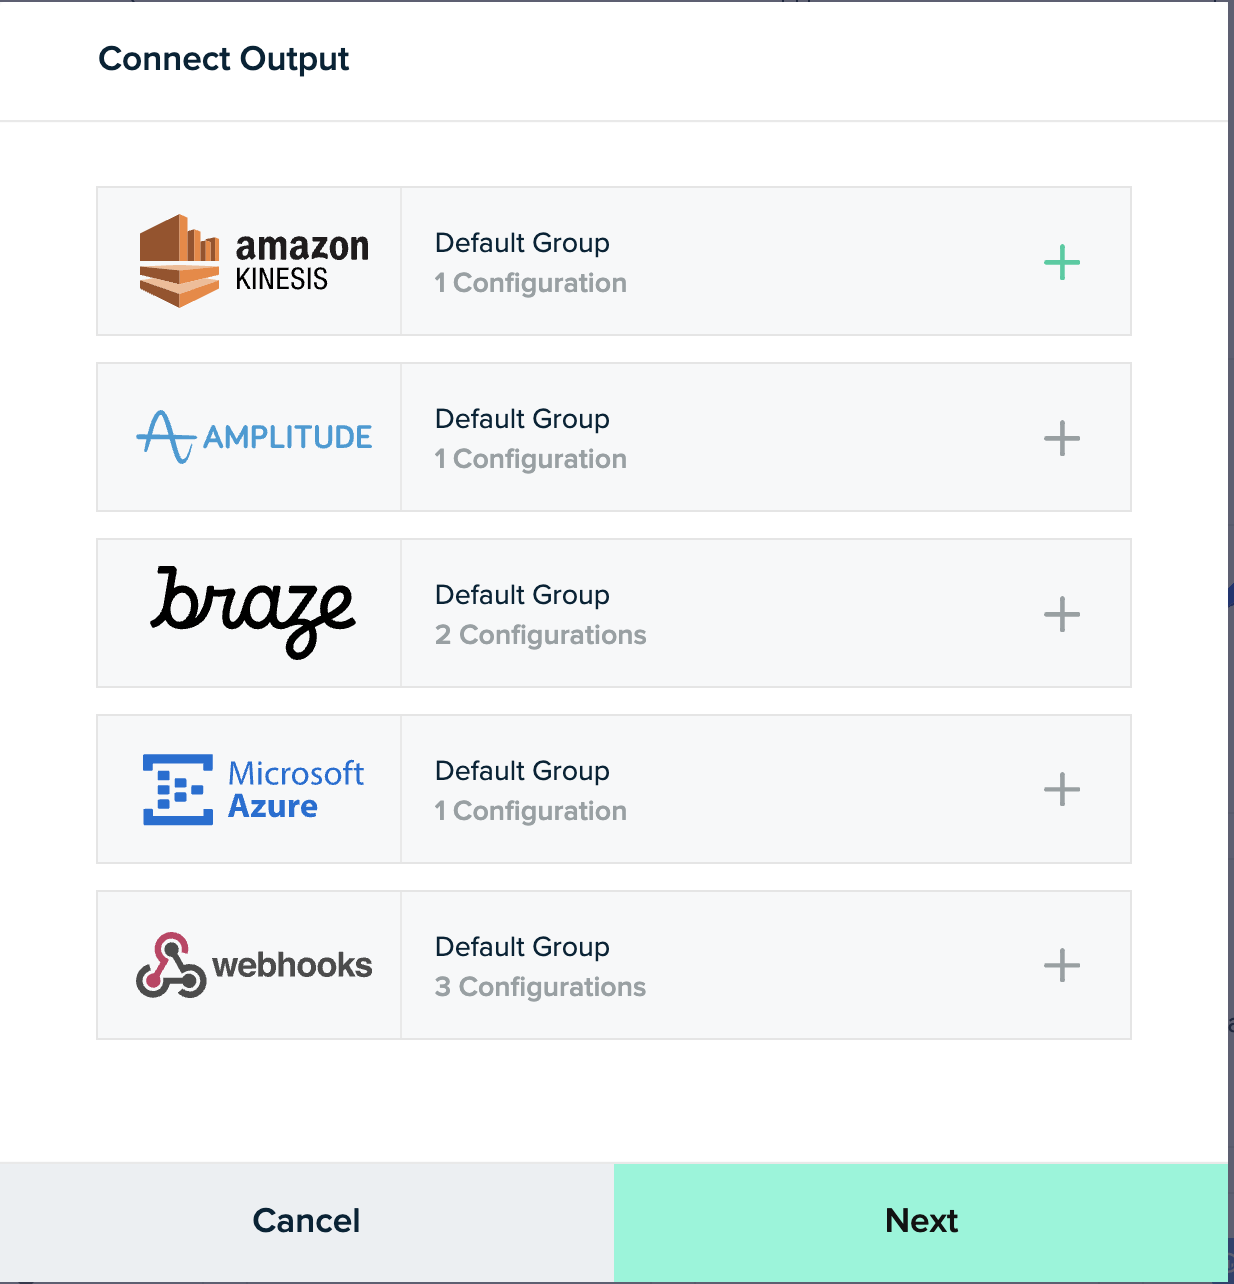 Connect Output
amazon
KINESIS
Default Group
1 Configuration
AMPLITUDE
Default Group
1 Configuration
braze
Default Group
2 Configurations
Microsoft
Azure
Default Group
1 Configuration
webhooks
Default Group
3 Configurations
Cancel
Next